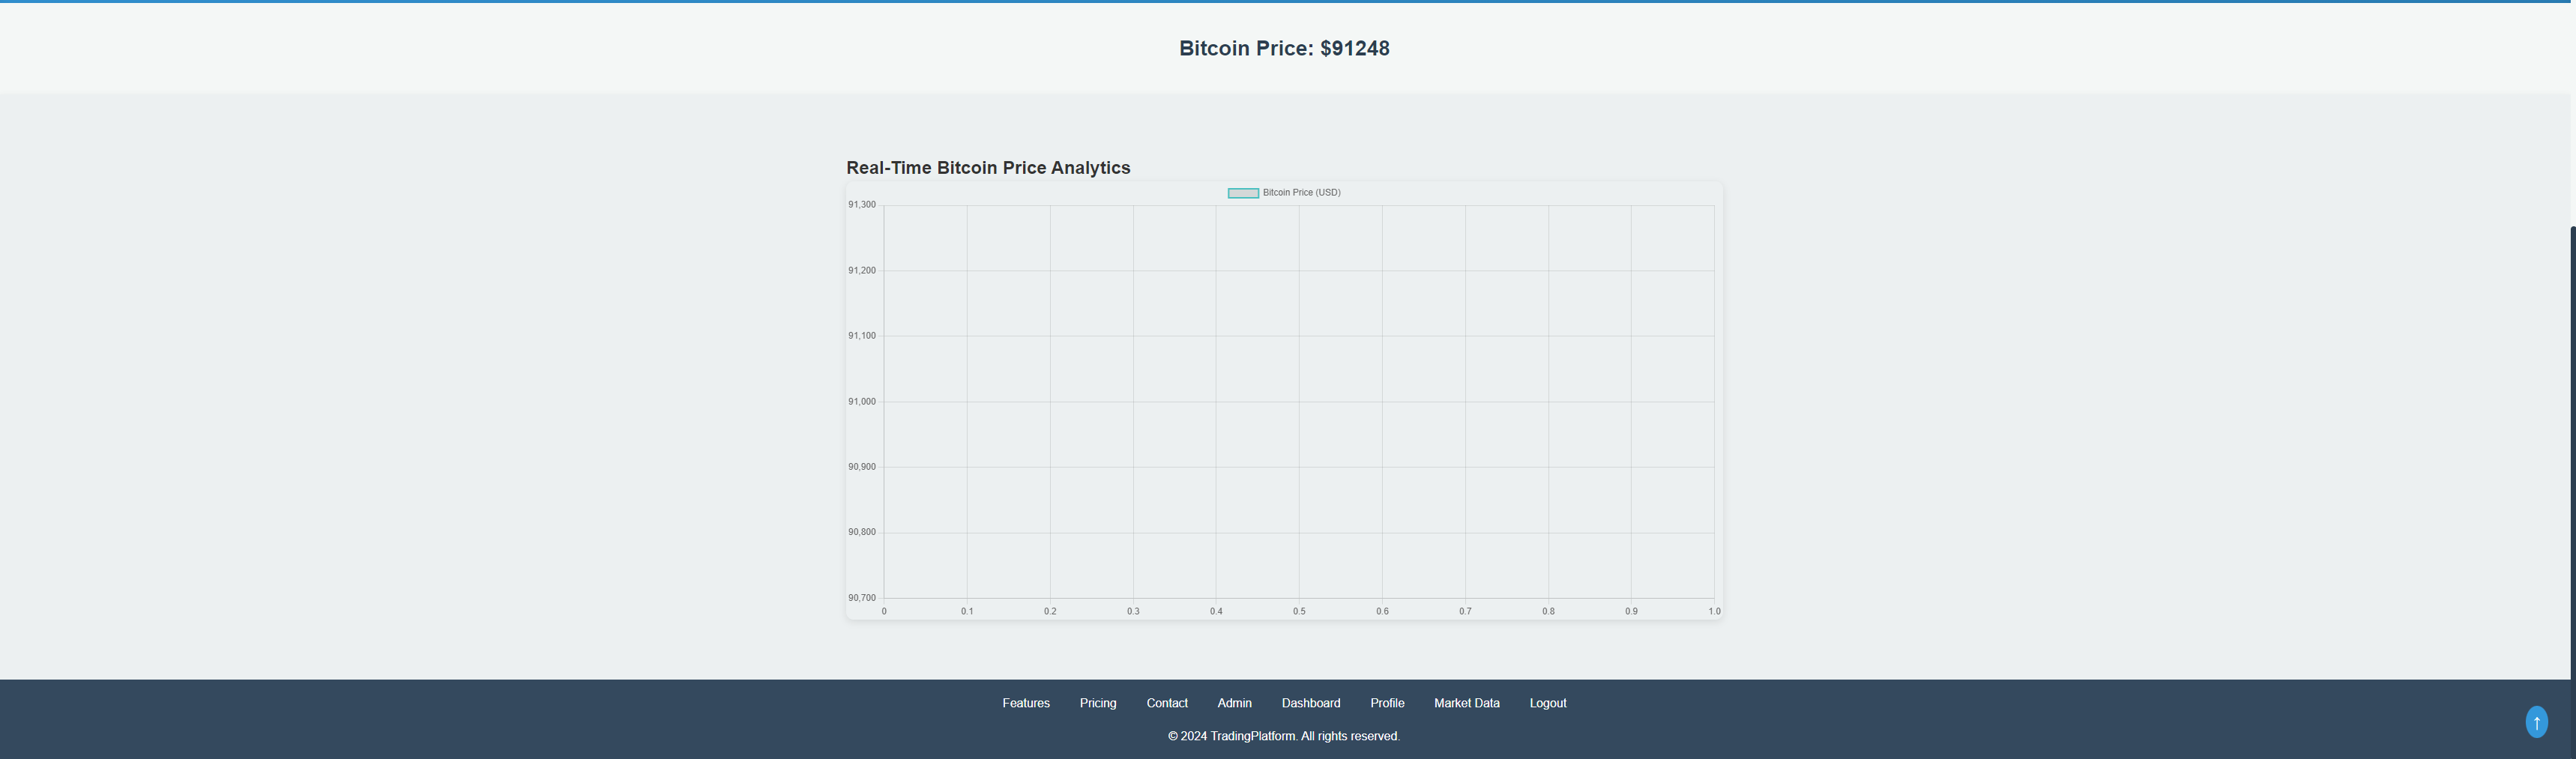 Bitcoin Price: $91248
Real-Time Bitcoin Price Analytics
Bitcoin Price (USD)
91,300
91,200
91,100
91,000
90,900
90,800
90,700
0 0.1 0.2 0.3 0.4 0.5 0.6 0.7 0.8 0.9 1.0
Features Pricing Contact Admin Dashboard Profile Market Data Logout
© 2024 TradingPlatform. All rights reserved.
↑